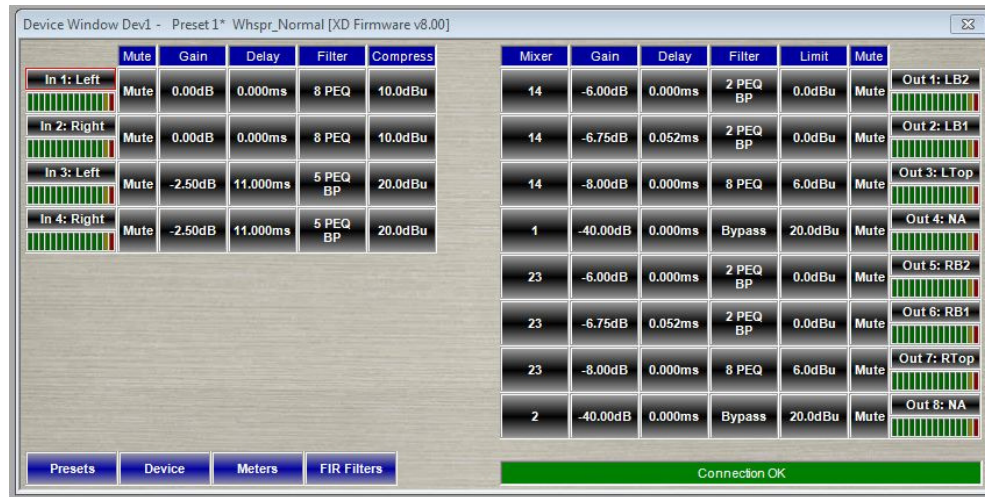 Device Window Dev1 - Preset 1* Whspr_Normal [XD Firmware v8.00]
Mute Gain Delay Filter Compress
In 1: Left Mute 0.00dB 0.000ms 8 PEQ 10.0dBu
In 2: Right Mute 0.00dB 0.000ms 8 PEQ 10.0dBu
In 3: Left Mute -2.50dB 11.000ms 5 PEQ BP 20.0dBu
In 4: Right Mute -2.50dB 11.000ms 5 PEQ BP 20.0dBu
Mixer Gain Delay Filter Limit Mute
14 -6.00dB 0.000ms 2 PEQ BP 0.0dBu Mute Out 1: LB2
14 -6.75dB 0.052ms 2 PEQ BP 0.0dBu Mute Out 2: LB1
14 -8.00dB 0.000ms 8 PEQ 6.0dBu Mute Out 3: LTop
1 -40.00dB 0.000ms Bypass 20.0dBu Mute Out 4: NA
23 -6.00dB 0.000ms 2 PEQ BP 0.0dBu Mute Out 5: RB2
23 -6.75dB 0.052ms 2 PEQ BP 0.0dBu Mute Out 6: RB1
23 -8.00dB 0.000ms 8 PEQ 6.0dBu Mute Out 7: RTop
2 -40.00dB 0.000ms Bypass 20.0dBu Mute Out 8: NA
Presets Device Meters FIR Filters
Connection OK